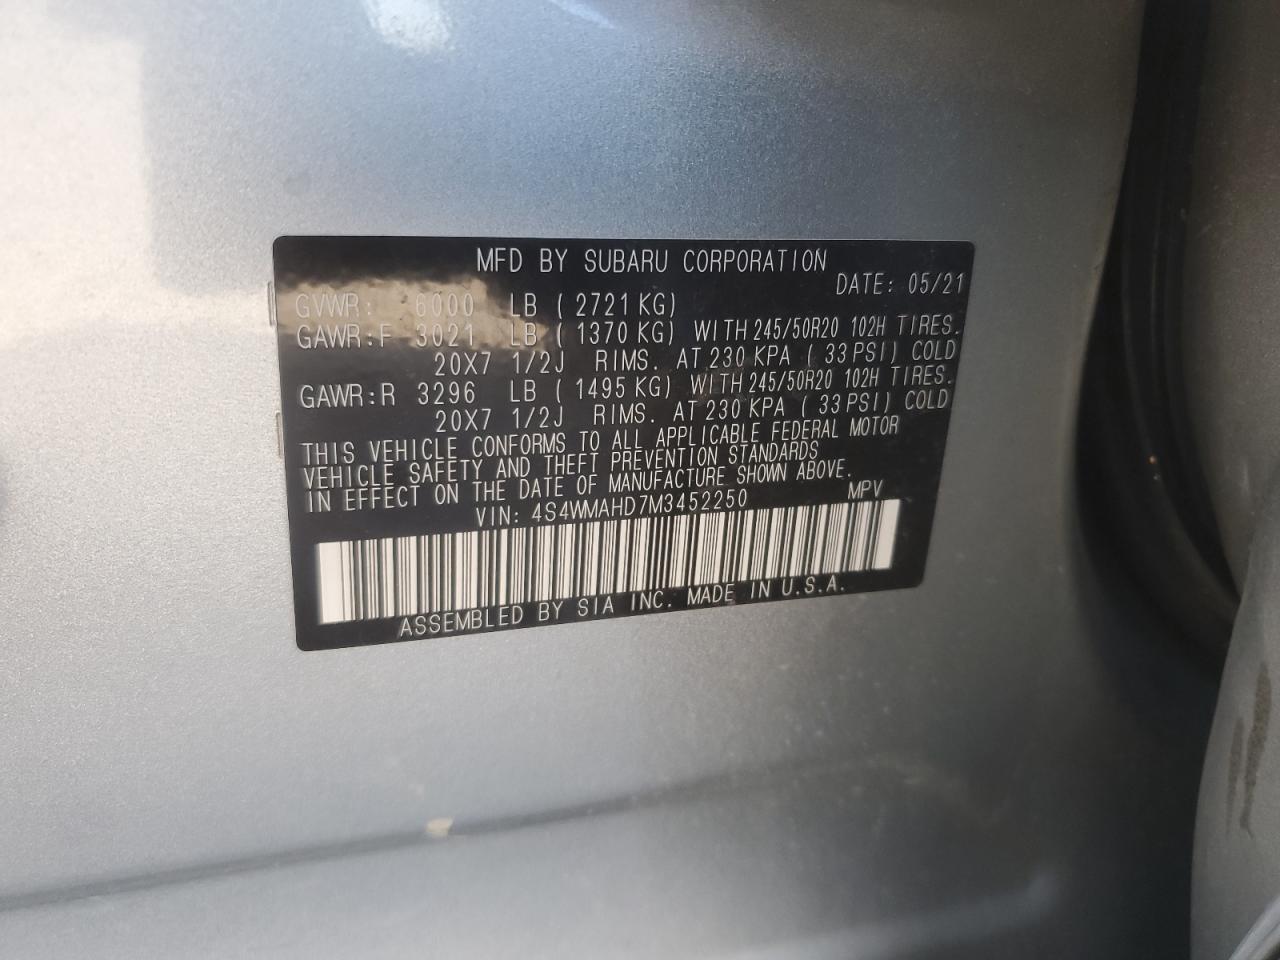 MFD BY SUBARU CORPORATION
DATE: 05/21
GVWR: 6000 LB ( 2721 KG)
GAWR:F 3021 LB ( 1370 KG) WITH 245/50R20 102H TIRES.
20X7 1/2J RIMS. AT 230 KPA ( 33 PSI) COLD
GAWR:R 3296 LB ( 1495 KG) WITH 245/50R20 102H TIRES.
20X7 1/2J RIMS. AT 230 KPA ( 33 PSI) COLD
THIS VEHICLE CONFORMS TO ALL APPLICABLE FEDERAL MOTOR
VEHICLE SAFETY AND THEFT PREVENTION STANDARDS
IN EFFECT ON THE DATE OF MANUFACTURE SHOWN ABOVE.
VIN: 4S4WMAHD7M3452250 MPV
ASSEMBLED BY SIA INC. MADE IN U.S.A.